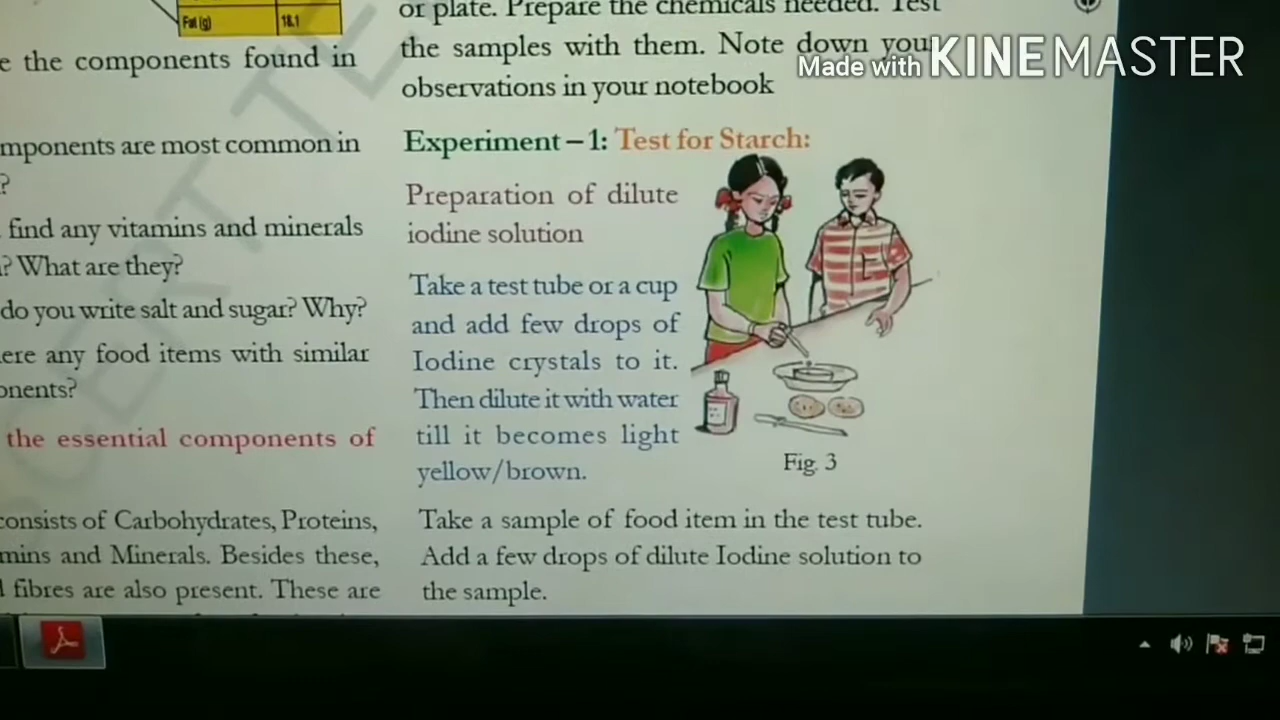 Fat (g) 18.1
e the components found in
mponents are most common in
?
find any vitamins and minerals
? What are they?
do you write salt and sugar? Why?
ere any food items with similar
onents?
the essential components of
consists of Carbohydrates, Proteins,
mins and Minerals. Besides these,
fibres are also present. These are
or plate. Prepare the chemicals needed. Test
the samples with them. Note down your
observations in your notebook
Experiment – 1: Test for Starch:
Preparation of dilute
iodine solution
Take a test tube or a cup
and add few drops of
Iodine crystals to it.
Then dilute it with water
till it becomes light
yellow/brown.
Fig. 3
Take a sample of food item in the test tube.
Add a few drops of dilute Iodine solution to
the sample.
Made with KINEMASTER